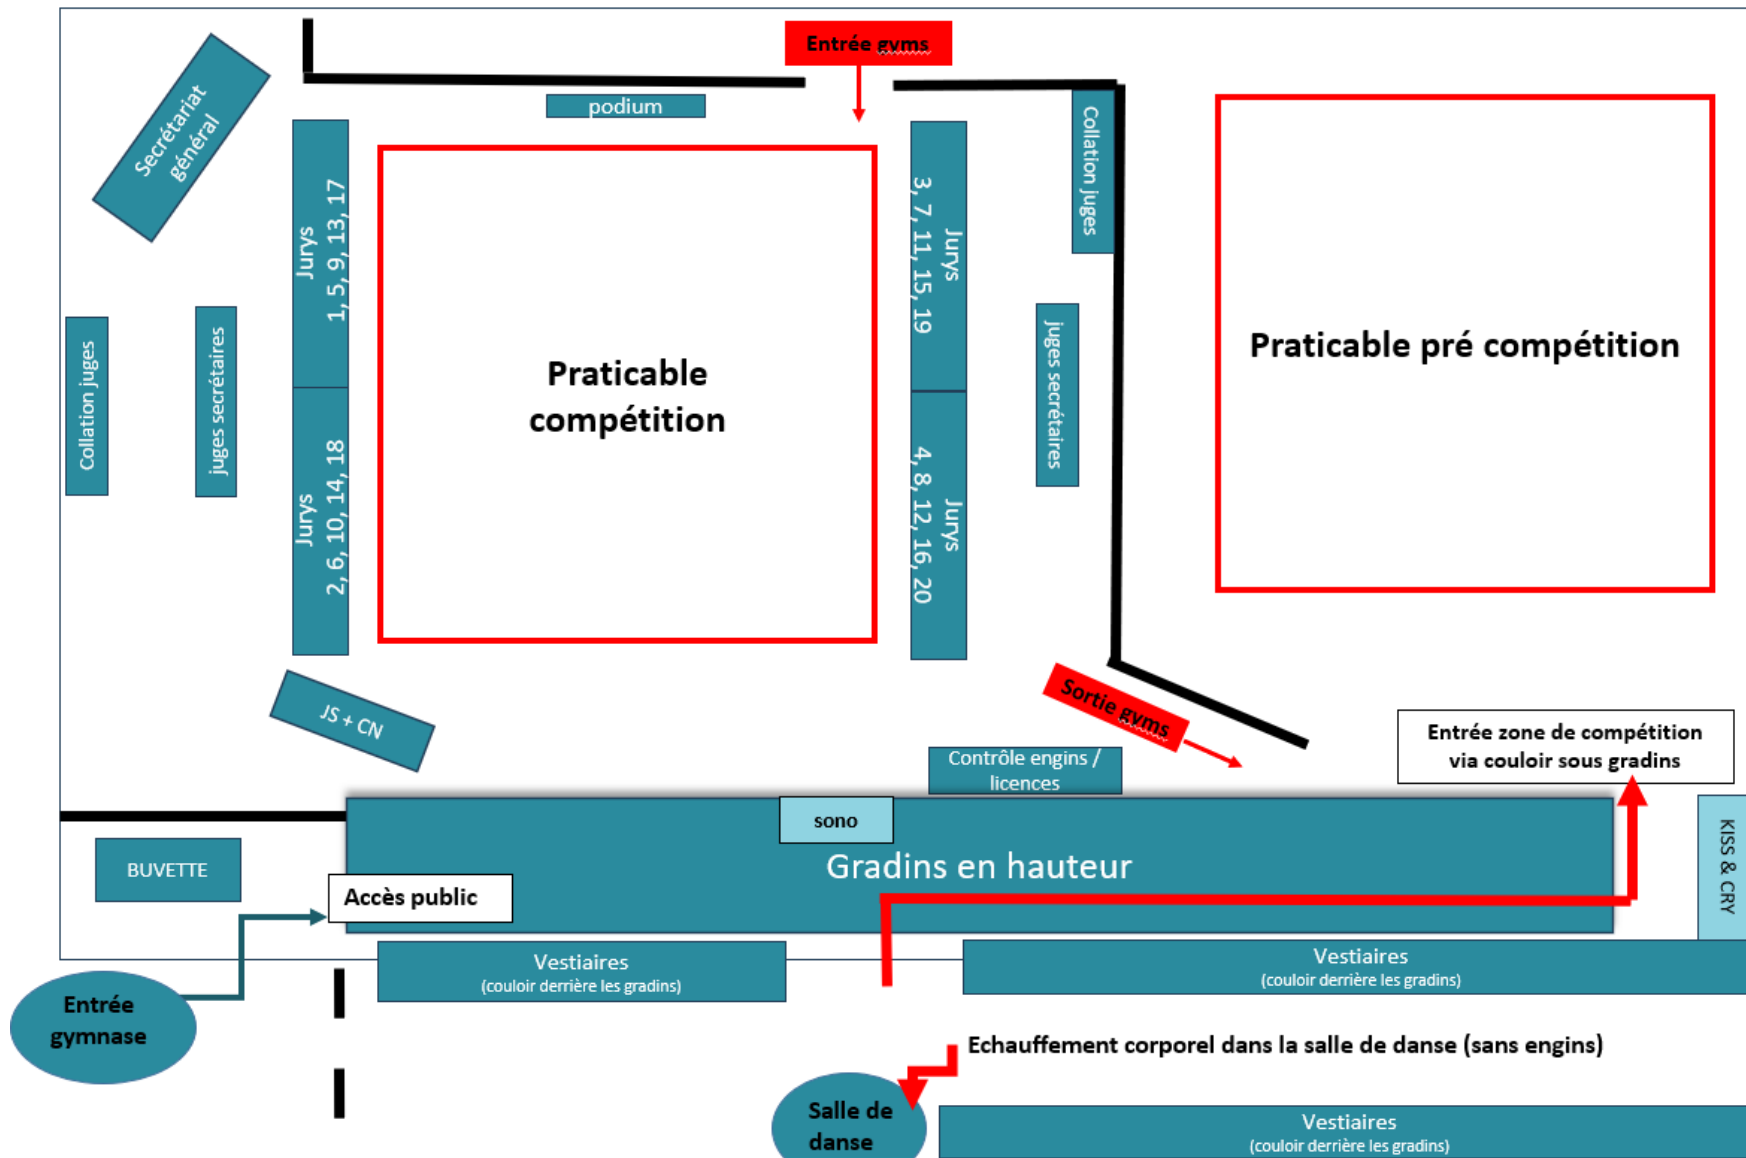 Entrée gyms
podium
Secrétariat
général
Jurys
1, 5, 9, 13, 17
Jurys
3, 7, 11, 15, 19
Collation juges
Praticable
compétition
Praticable pré compétition
Collation juges
juges secrétaires
Jurys
2, 6, 10, 14, 18
Jurys
4, 8, 12, 16, 20
juges secrétaires
JS + CN
Sortie gyms
Contrôle engins /
licences
Entrée zone de compétition
via couloir sous gradins
sono
Gradins en hauteur
BUVETTE
Accès public
KISS & CRY
Vestiaires
(couloir derrière les gradins)
Vestiaires
(couloir derrière les gradins)
Entrée
gymnase
Echauffement corporel dans la salle de danse (sans engins)
Salle de
danse
Vestiaires
(couloir derrière les gradins)